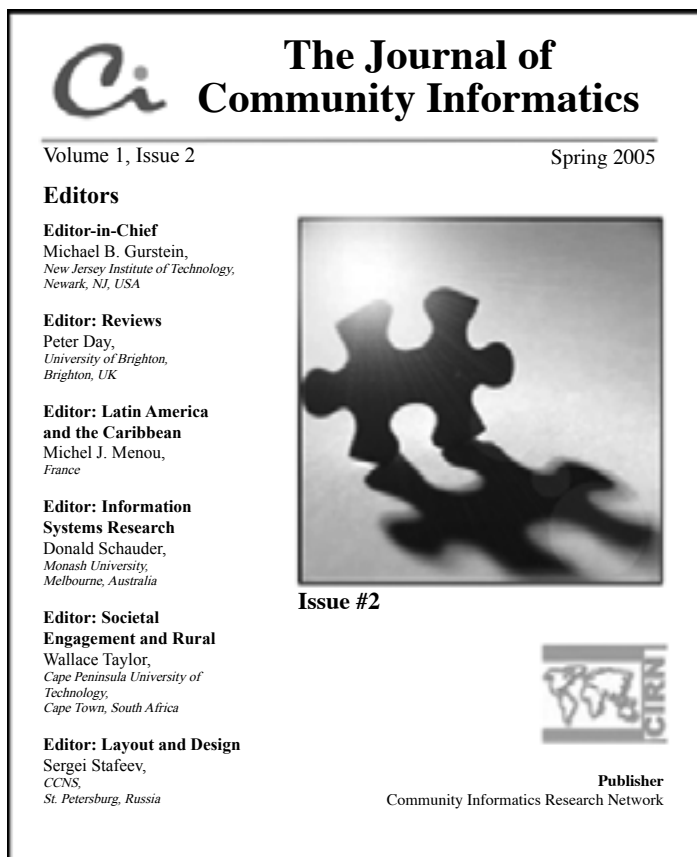 Ci
The Journal of
Community Informatics
Volume 1, Issue 2
Spring 2005
Editors
Editor-in-Chief
Michael B. Gurstein,
New Jersey Institute of Technology,
Newark, NJ, USA
Editor: Reviews
Peter Day,
University of Brighton,
Brighton, UK
Editor: Latin America
and the Caribbean
Michel J. Menou,
France
Editor: Information
Systems Research
Donald Schauder,
Monash University,
Melbourne, Australia
Editor: Societal
Engagement and Rural
Wallace Taylor,
Cape Peninsula University of
Technology,
Cape Town, South Africa
Editor: Layout and Design
Sergei Stafeev,
CCNS,
St. Petersburg, Russia
Issue #2
CIRN
Publisher
Community Informatics Research Network